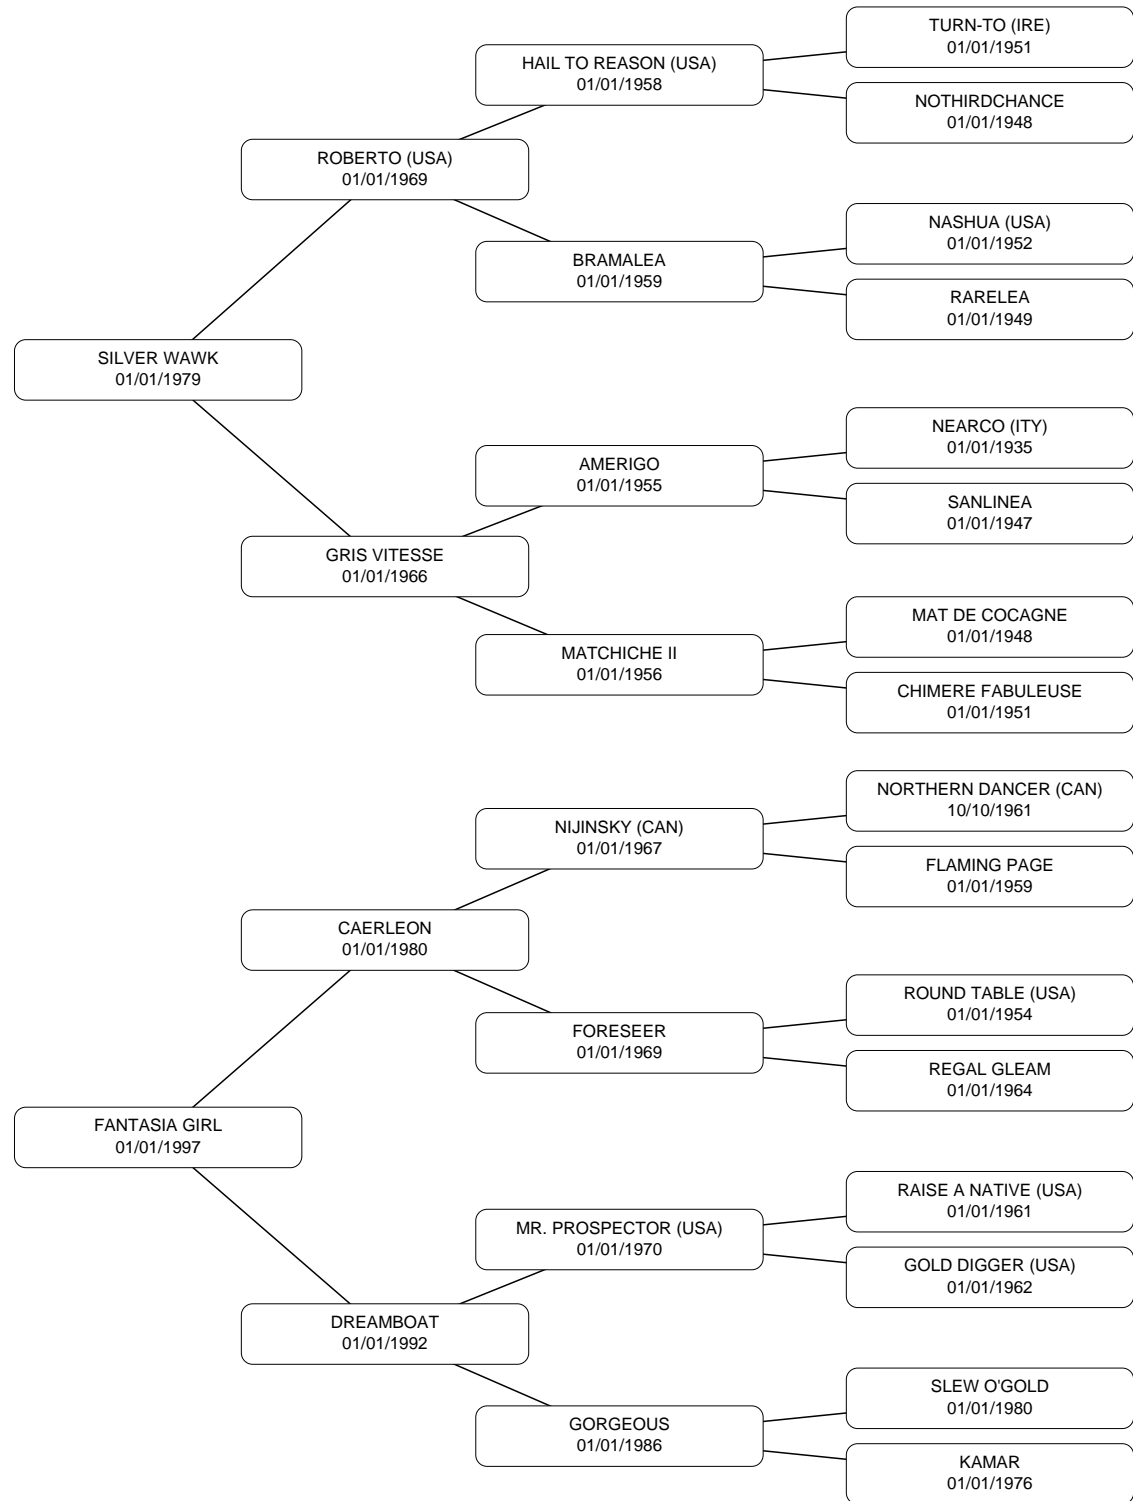 TURN-TO (IRE)
01/01/1951
HAIL TO REASON (USA)
01/01/1958
NOTHIRDCHANCE
01/01/1948
ROBERTO (USA)
01/01/1969
NASHUA (USA)
01/01/1952
BRAMALEA
01/01/1959
RARELEA
01/01/1949
SILVER WAWK
01/01/1979
NEARCO (ITY)
01/01/1935
AMERIGO
01/01/1955
SANLINEA
01/01/1947
GRIS VITESSE
01/01/1966
MAT DE COCAGNE
01/01/1948
MATCHICHE II
01/01/1956
CHIMERE FABULEUSE
01/01/1951
NORTHERN DANCER (CAN)
10/10/1961
NIJINSKY (CAN)
01/01/1967
FLAMING PAGE
01/01/1959
CAERLEON
01/01/1980
ROUND TABLE (USA)
01/01/1954
FORESEER
01/01/1969
REGAL GLEAM
01/01/1964
FANTASIA GIRL
01/01/1997
RAISE A NATIVE (USA)
01/01/1961
MR. PROSPECTOR (USA)
01/01/1970
GOLD DIGGER (USA)
01/01/1962
DREAMBOAT
01/01/1992
SLEW O'GOLD
01/01/1980
GORGEOUS
01/01/1986
KAMAR
01/01/1976